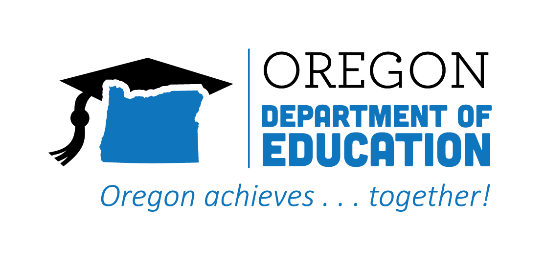 OREGON
DEPARTMENT OF
EDUCATION
Oregon achieves . . . together!